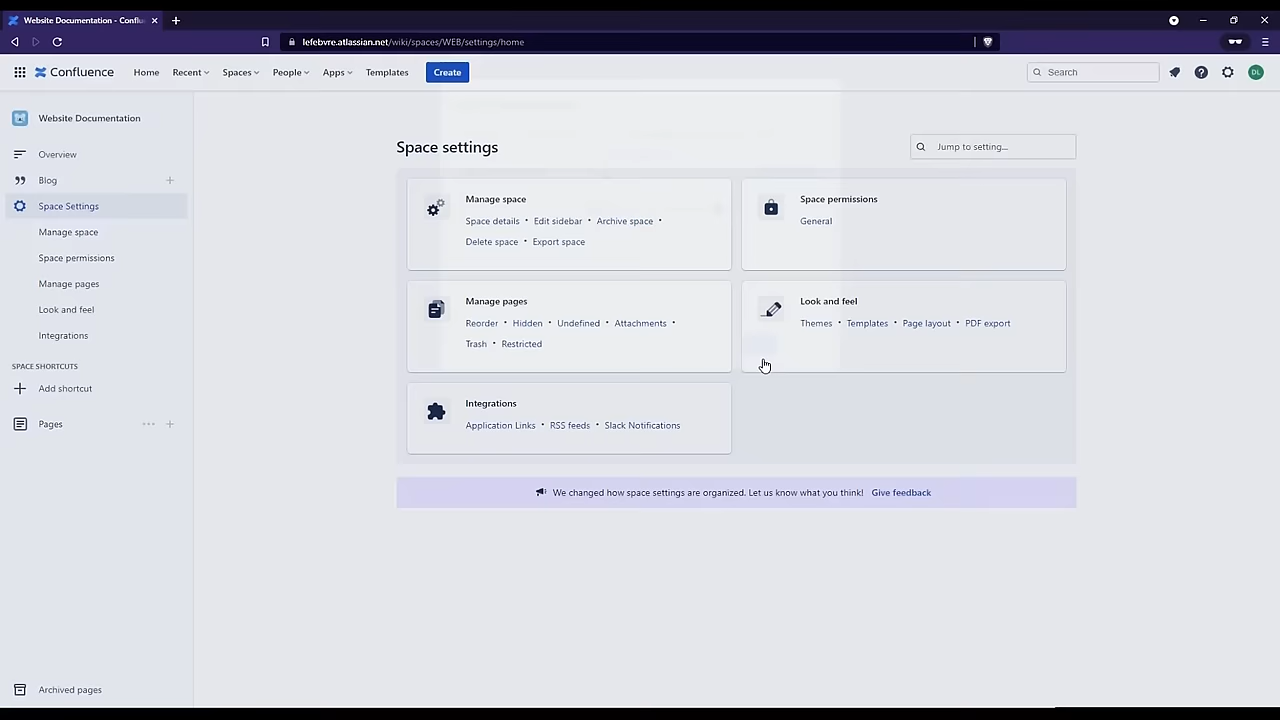 Website Documentation - Conflu
lefebvre.atlassian.net/wiki/spaces/WEB/settings/home
Confluence
Home
Recent
Spaces
People
Apps
Templates
Create
Search
DL
Website Documentation
Overview
Blog
Space Settings
Manage space
Space permissions
Manage pages
Look and feel
Integrations
SPACE SHORTCUTS
Add shortcut
Pages
Archived pages
Space settings
Jump to setting...
Manage space
Space details • Edit sidebar • Archive space •
Delete space • Export space
Space permissions
General
Manage pages
Reorder • Hidden • Undefined • Attachments •
Trash • Restricted
Look and feel
Themes • Templates • Page layout • PDF export
Integrations
Application Links • RSS feeds • Slack Notifications
We changed how space settings are organized. Let us know what you think! Give feedback